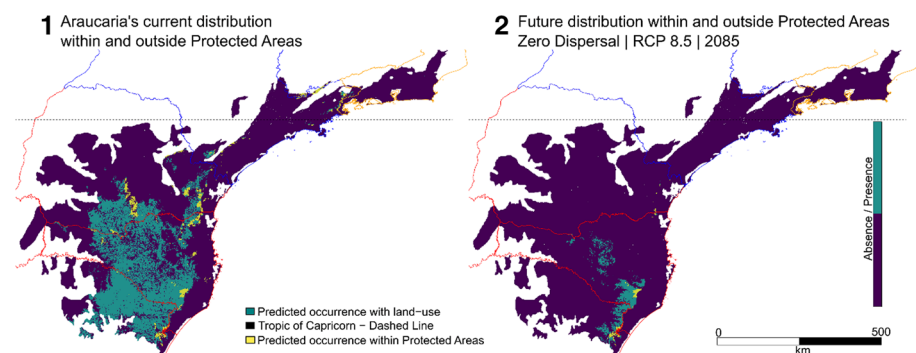 1 Araucaria's current distribution
within and outside Protected Areas
2 Future distribution within and outside Protected Areas
Zero Dispersal | RCP 8.5 | 2085
Absence / Presence
Predicted occurrence with land-use
Tropic of Capricorn - Dashed Line
Predicted occurrence within Protected Areas
0 500
km